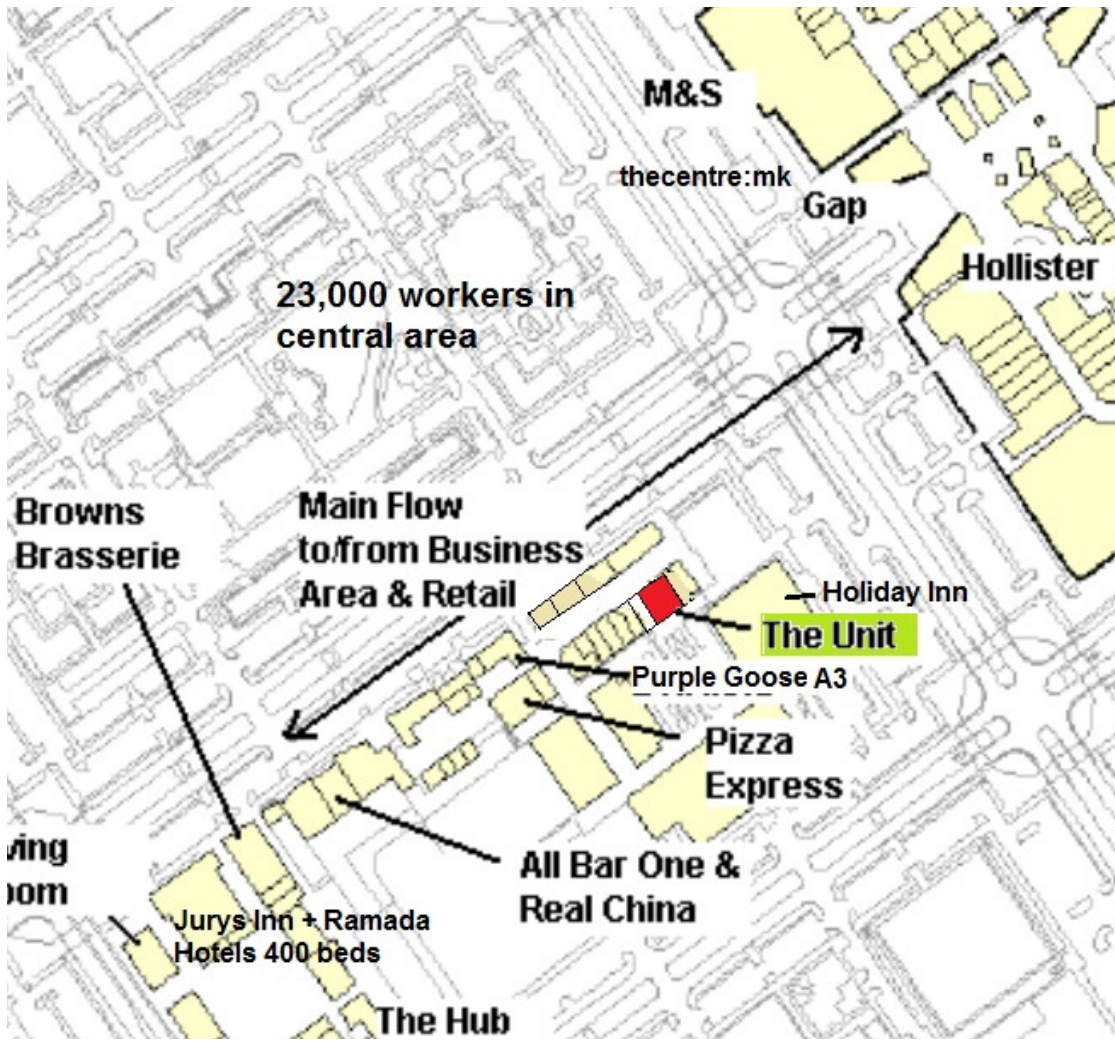 M&S
thecentre:mk
Gap
Hollister
23,000 workers in
central area
Browns
Brasserie
Main Flow
to/from Business
Area & Retail
Holiday Inn
The Unit
Purple Goose A3
Pizza
Express
All Bar One &
Real China
Jurys Inn + Ramada
Hotels 400 beds
The Hub